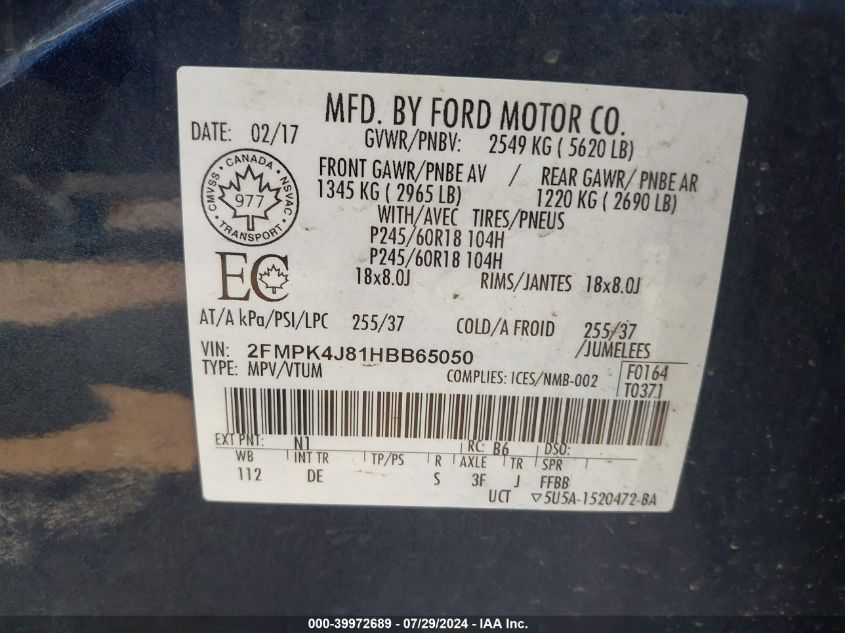 MFD. BY FORD MOTOR CO.
DATE: 02/17 GVWR/PNBV: 2549 KG ( 5620 LB)
FRONT GAWR/PNBE AV / REAR GAWR/ PNBE AR
1345 KG ( 2965 LB) 1220 KG ( 2690 LB)
WITH/AVEC TIRES/PNEUS
P245/60R18 104H
P245/60R18 104H
18x8.0J RIMS/JANTES 18x8.0J
CANADA
CMVSS NSVAC
977
TRANSPORT
EC
AT/A kPa/PSI/LPC 255/37 COLD/A FROID 255/37
VIN: 2FMPK4J81HBB65050 /JUMELEES
TYPE: MPV/VTUM COMPLIES: ICES/NMB-002 F0164
T0371
EXT PNT: N1 RC: B6 DSO:
WB INT TR TP/PS R AXLE TR SPR
112 DE S 3F J FFBB
UCT ▽5U5A-1520472-BA
000-39972689 - 07/29/2024 - IAA Inc.